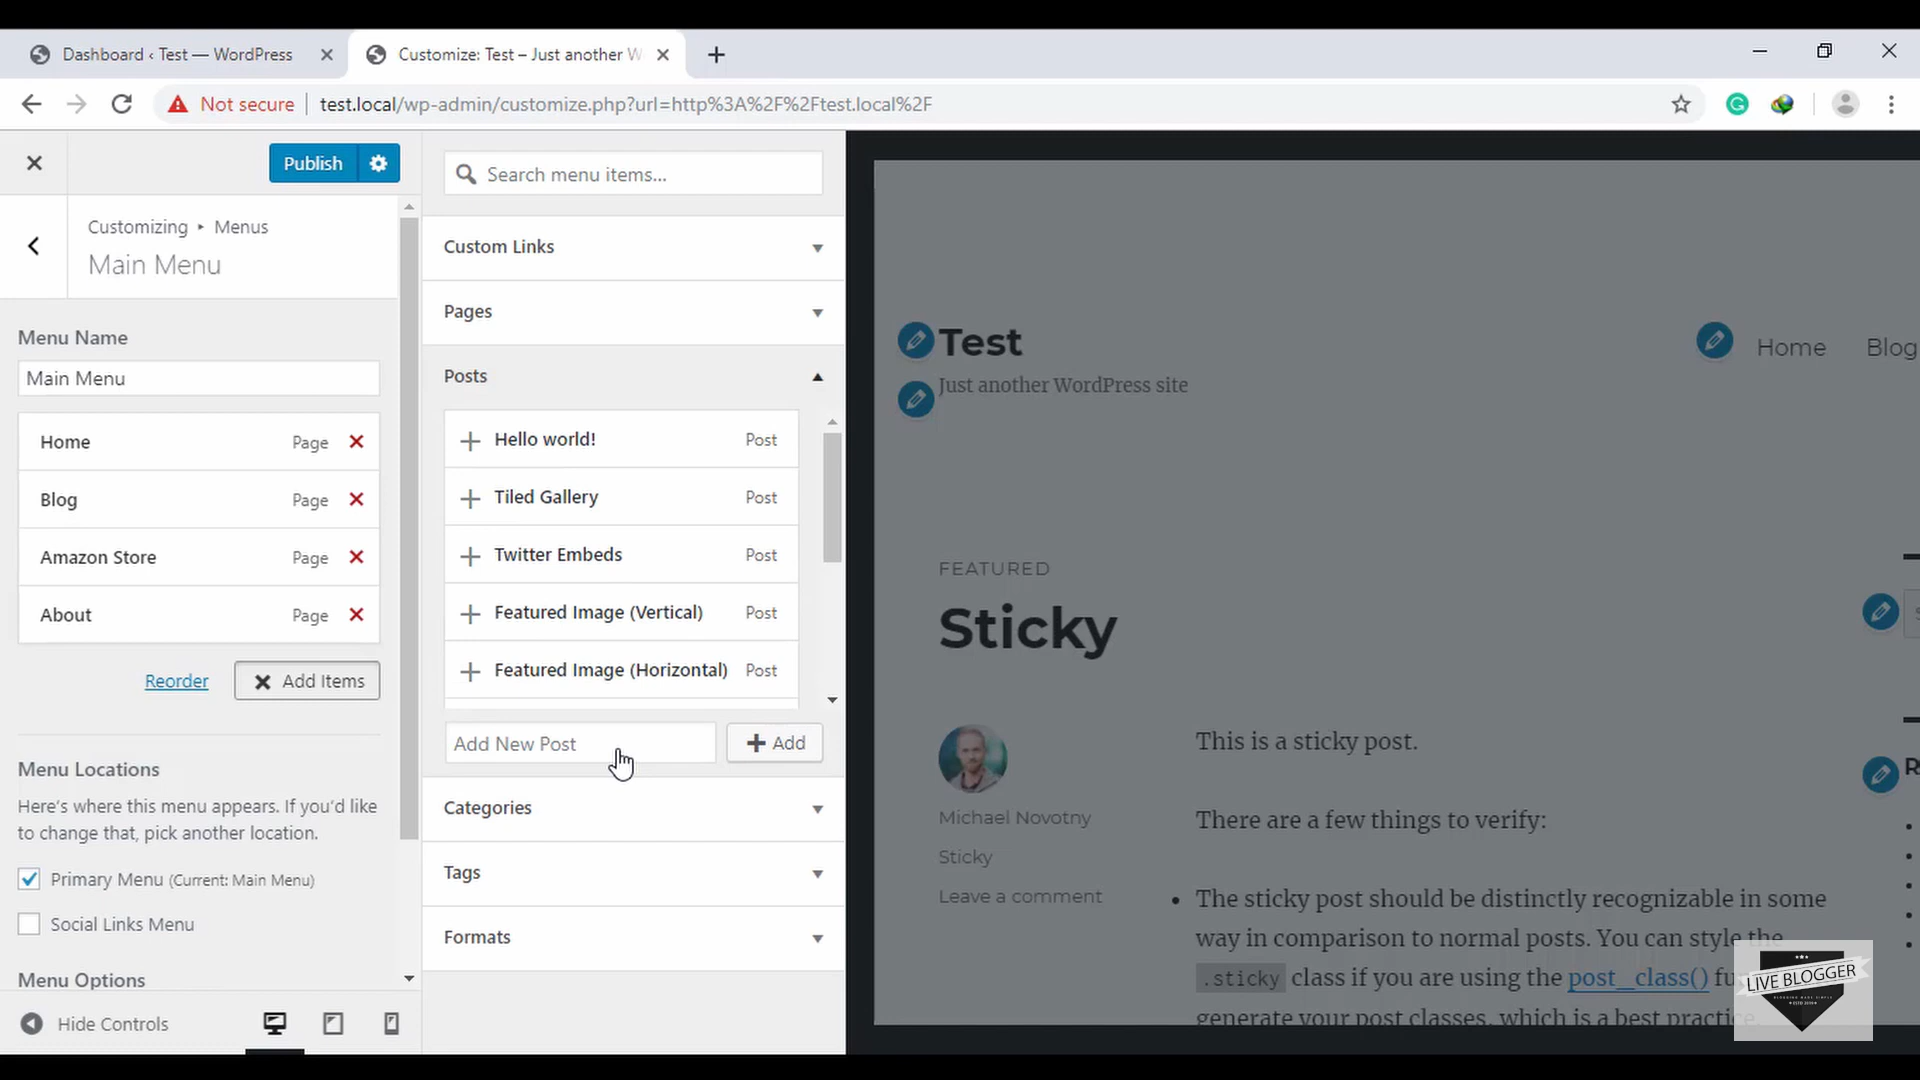 Dashboard ‹ Test — WordPress
Customize: Test – Just another W
Not secure
test.local/wp-admin/customize.php?url=http%3A%2F%2Ftest.local%2F
Publish
Customizing ▸ Menus
Main Menu
Menu Name
Main Menu
Home Page
Blog Page
Amazon Store Page
About Page
Reorder
Add Items
Menu Locations
Here's where this menu appears. If you'd like
to change that, pick another location.
Primary Menu (Current: Main Menu)
Social Links Menu
Menu Options
Hide Controls
Search menu items...
Custom Links
Pages
Posts
Hello world! Post
Tiled Gallery Post
Twitter Embeds Post
Featured Image (Vertical) Post
Featured Image (Horizontal) Post
Add New Post
Add
Categories
Tags
Formats
Test
Just another WordPress site
Home Blog
FEATURED
Sticky
Michael Novotny
Sticky
Leave a comment
This is a sticky post.
There are a few things to verify:
• The sticky post should be distinctly recognizable in some
way in comparison to normal posts. You can style the
.sticky class if you are using the post_class() fu
generate your post classes, which is a best practice.
R
LIVE BLOGGER